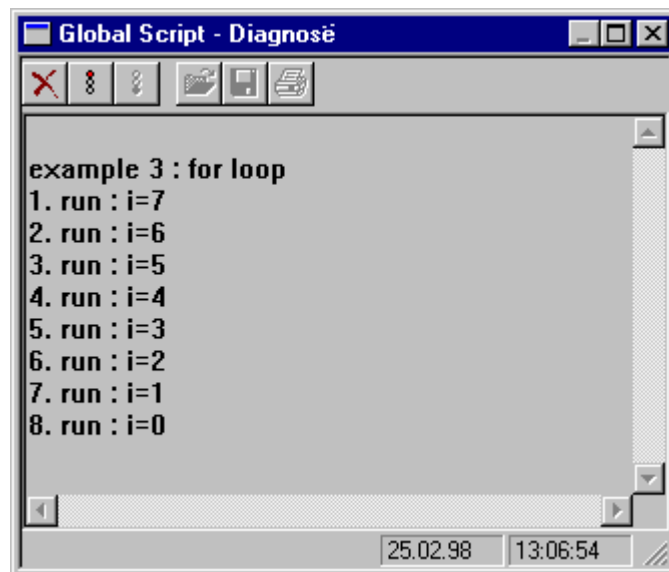 Global Script - Diagnosë
example 3 : for loop
1. run : i=7
2. run : i=6
3. run : i=5
4. run : i=4
5. run : i=3
6. run : i=2
7. run : i=1
8. run : i=0
25.02.98 13:06:54